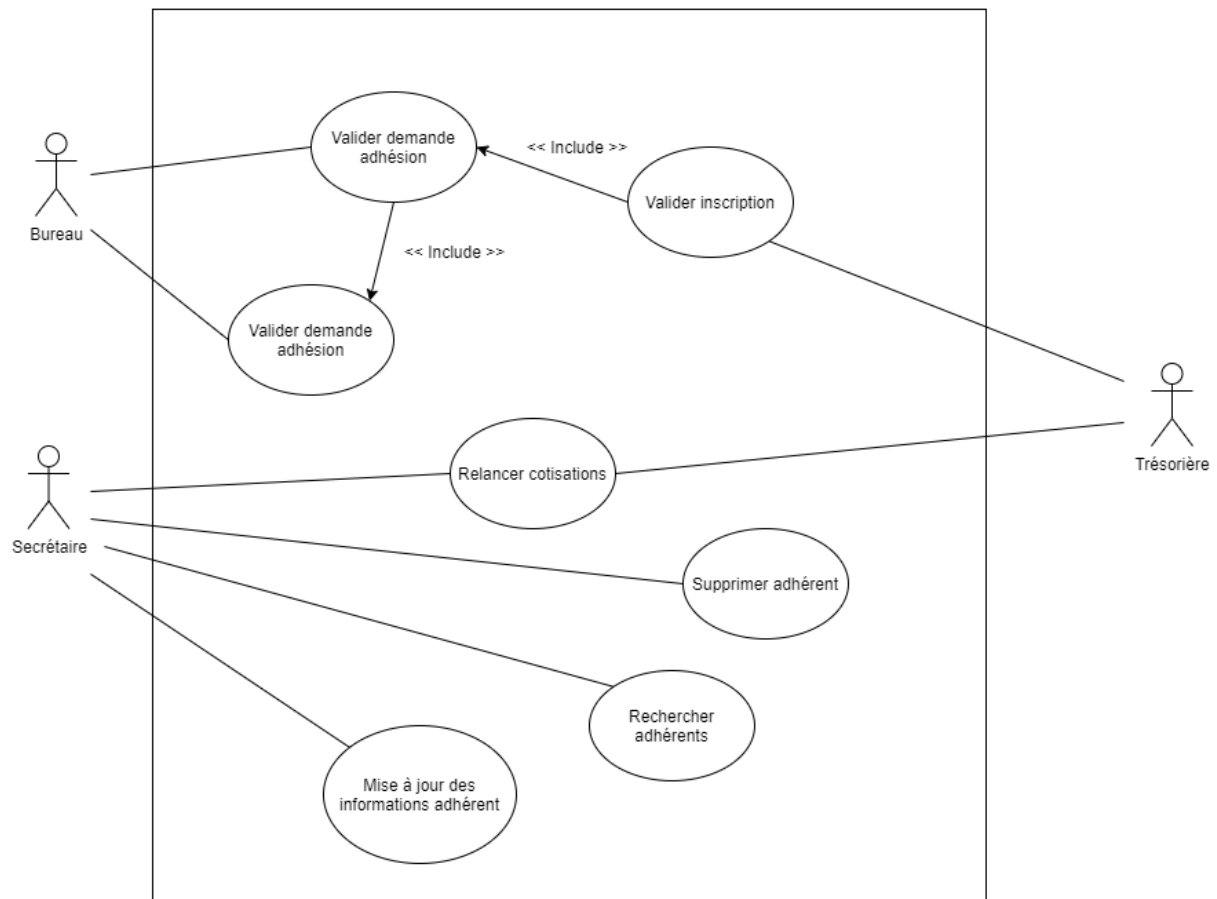 Valider demande
adhésion
<< Include >>
Valider inscription
Bureau
<< Include >>
Valider demande
adhésion
Relancer cotisations
Trésorière
Secrétaire
Supprimer adhérent
Rechercher
adhérents
Mise à jour des
informations adhérent